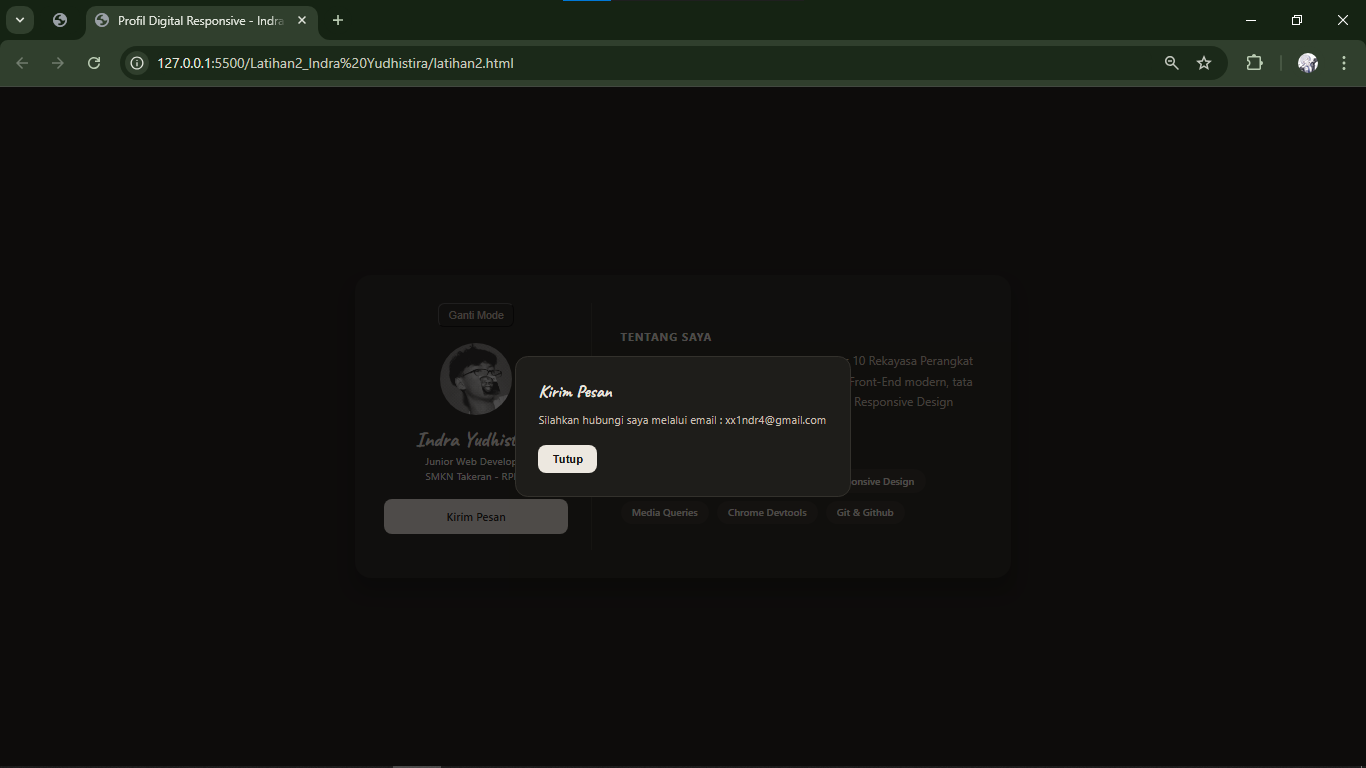 Profil Digital Responsive - Indra
127.0.0.1:5500/Latihan2_Indra%20Yudhistira/latihan2.html
Ganti Mode
TENTANG SAYA
10 Rekayasa Perangkat
Front-End modern, tata
Responsive Design
Kirim Pesan
Silahkan hubungi saya melalui email : xx1ndr4@gmail.com
Tutup
Indra Yudhist
Junior Web Develop
SMKN Takeran - RP
Kirim Pesan
onsive Design
Media Queries
Chrome Devtools
Git & Github